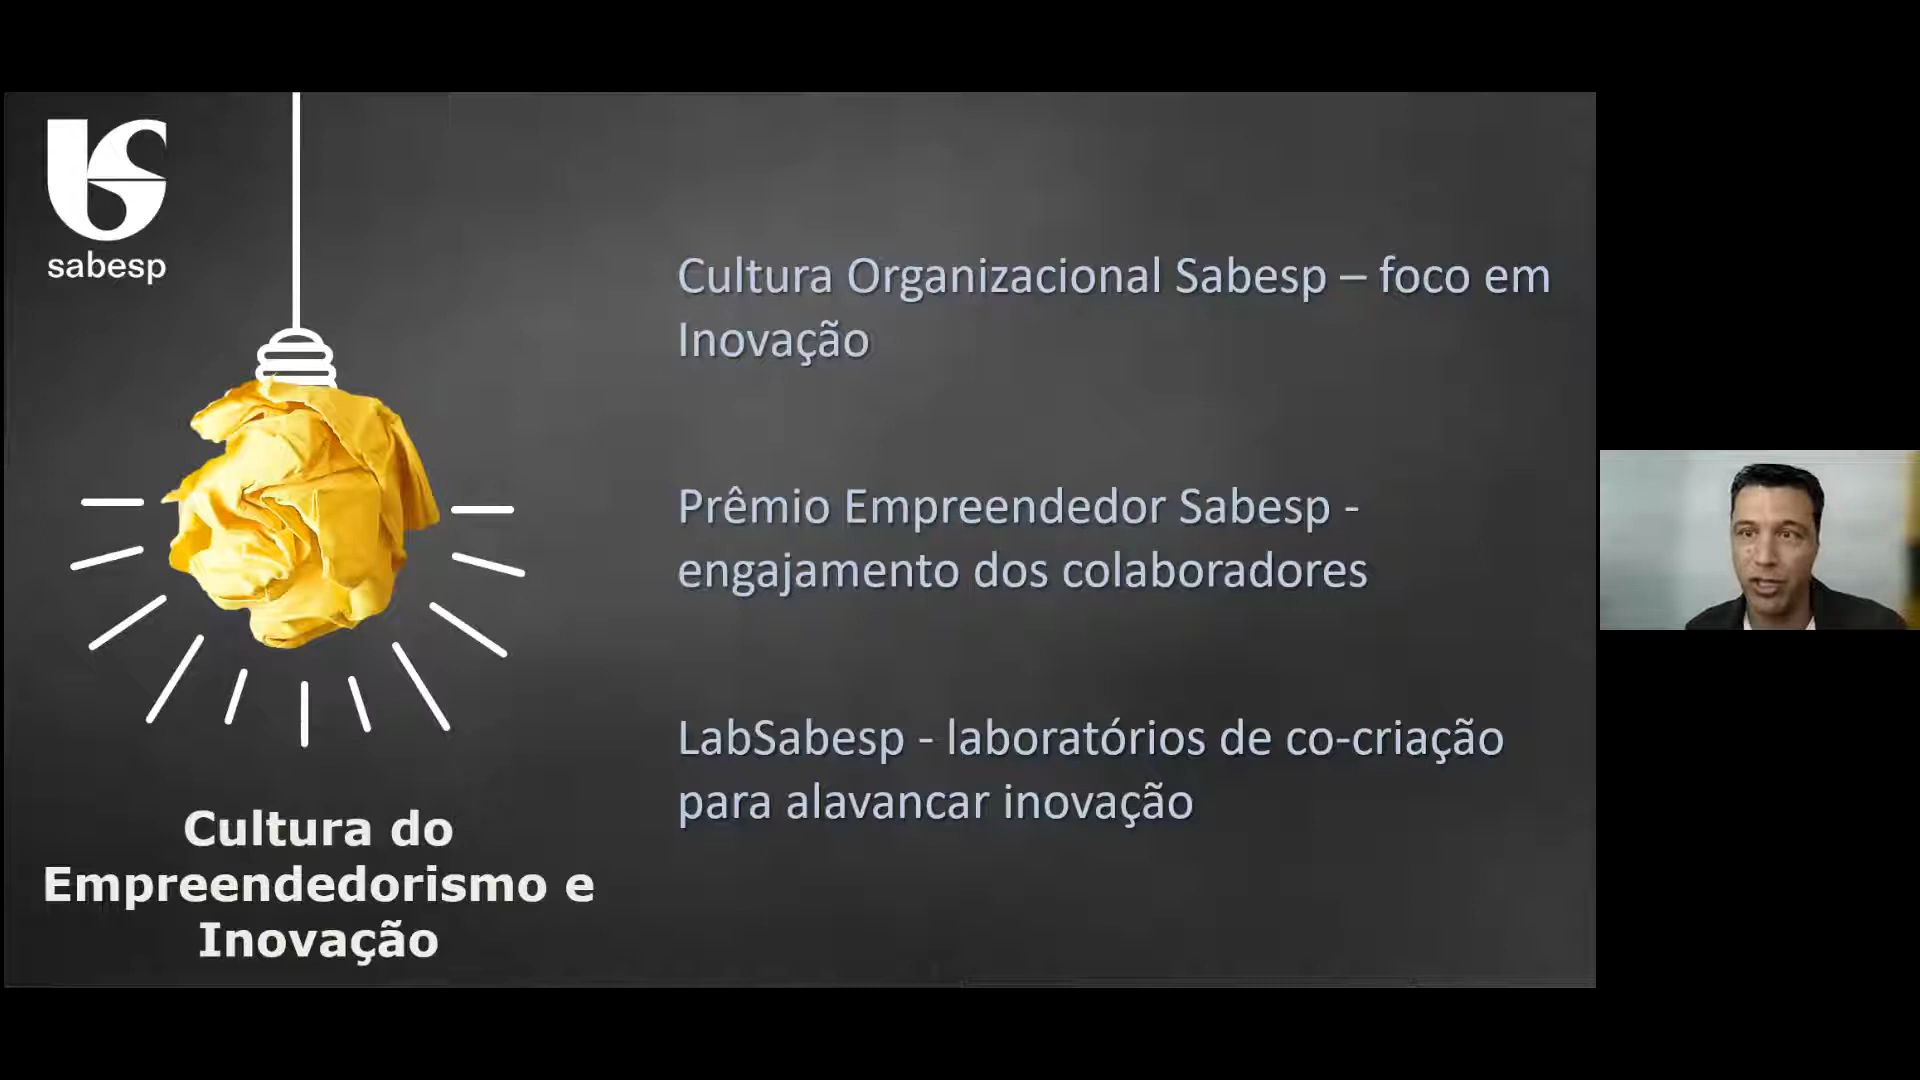 sabesp
Cultura do
Empreendedorismo e
Inovação
Cultura Organizacional Sabesp – foco em
Inovação
Prêmio Empreendedor Sabesp -
engajamento dos colaboradores
LabSabesp - laboratórios de co-criação
para alavancar inovação